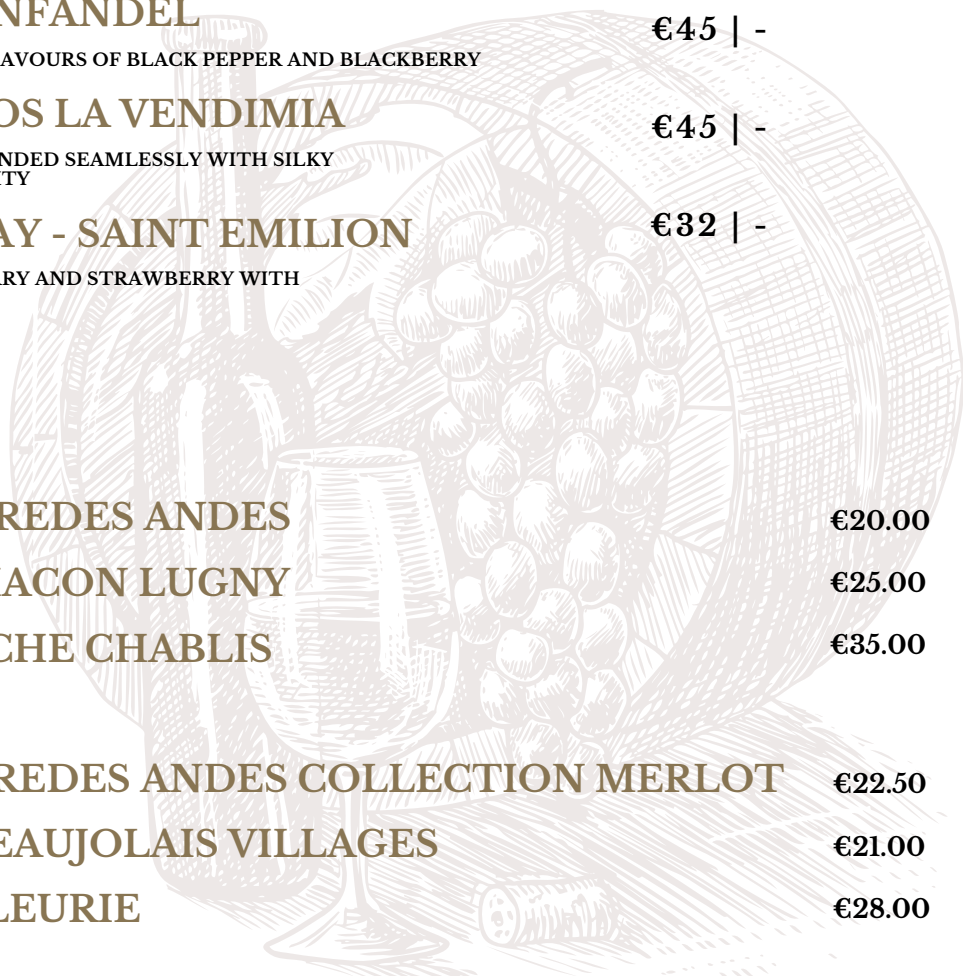 NFANDEL €45 | -
AVOURS OF BLACK PEPPER AND BLACKBERRY
OS LA VENDIMIA €45 | -
NDED SEAMLESSLY WITH SILKY
ITY
AY - SAINT EMILION €32 | -
RRY AND STRAWBERRY WITH
REDES ANDES €20.00
ACON LUGNY €25.00
CHE CHABLIS €35.00
REDES ANDES COLLECTION MERLOT €22.50
EAUJOLAIS VILLAGES €21.00
LEURIE €28.00